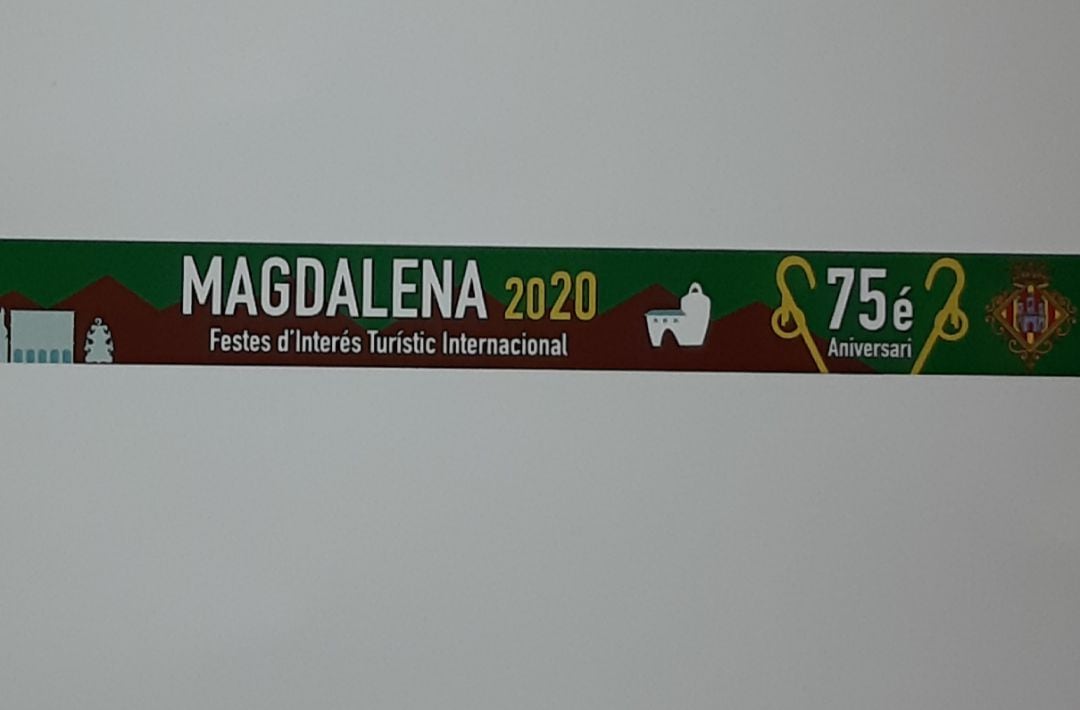 MAGDALENA 2020
Festes d'Interés Turístic Internacional
75é
Aniversari